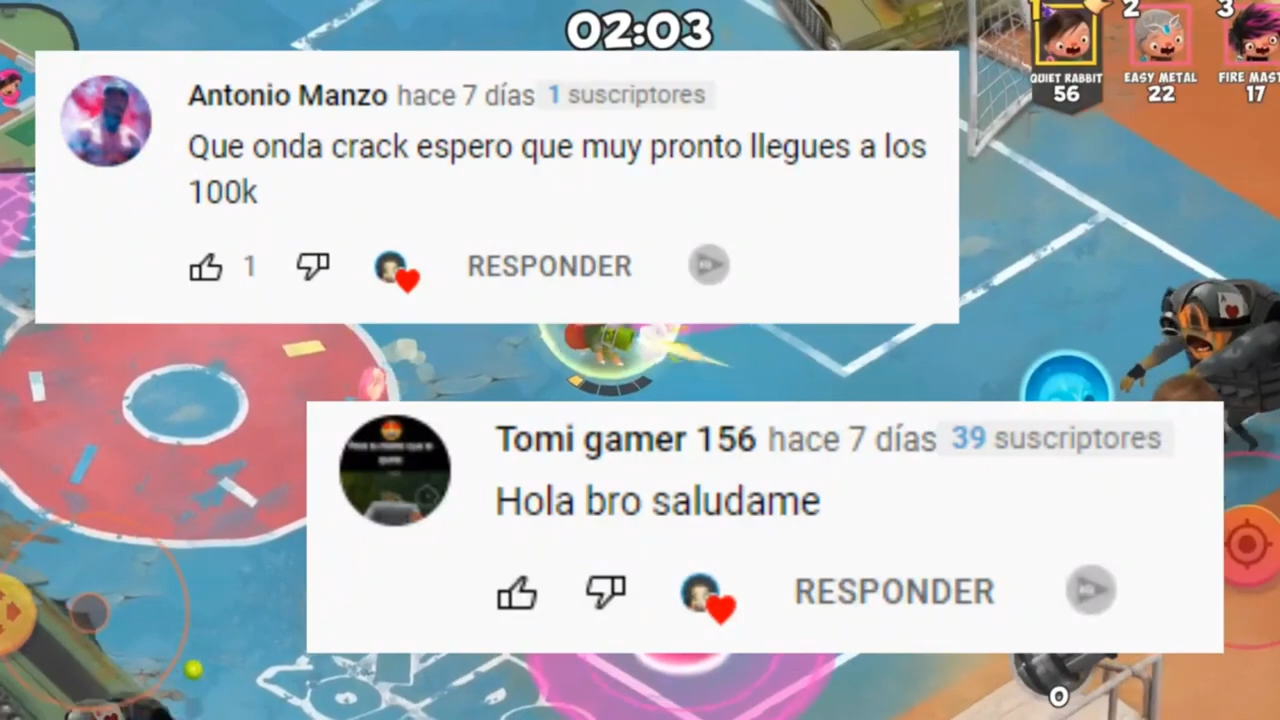 02:03
1 2 3
QUIET RABBIT EASY METAL FIRE MAST
56 22 17
Antonio Manzo hace 7 días 1 suscriptores
Que onda crack espero que muy pronto llegues a los
100k
1 RESPONDER
Tomi gamer 156 hace 7 días 39 suscriptores
Hola bro saludame
RESPONDER
0